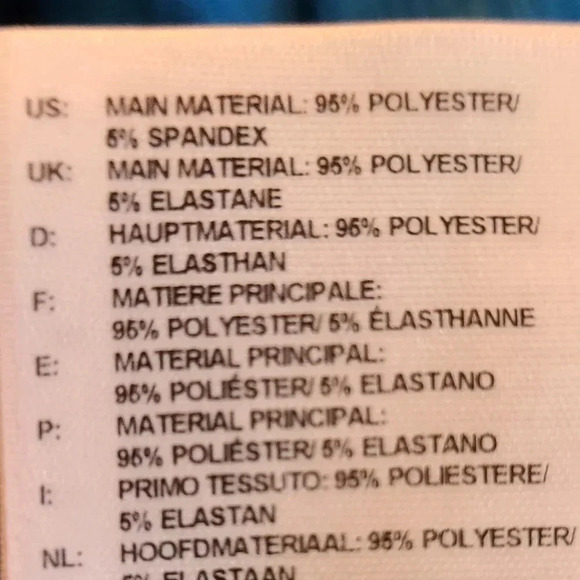 US: MAIN MATERIAL: 95% POLYESTER/
5% SPANDEX
UK: MAIN MATERIAL: 95% POLYESTER/
5% ELASTANE
D: HAUPTMATERIAL: 95% POLYESTER/
5% ELASTHAN
F: MATIERE PRINCIPALE:
95% POLYESTER/ 5% ÉLASTHANNE
E: MATERIAL PRINCIPAL:
95% POLIÉSTER/ 5% ELASTANO
P: MATERIAL PRINCIPAL:
95% POLIÉSTER/ 5% ELASTANO
I: PRIMO TESSUTO: 95% POLIESTERE/
5% ELASTAN
NL: HOOFDMATERIAAL: 95% POLYESTER/
5% ELASTAAN